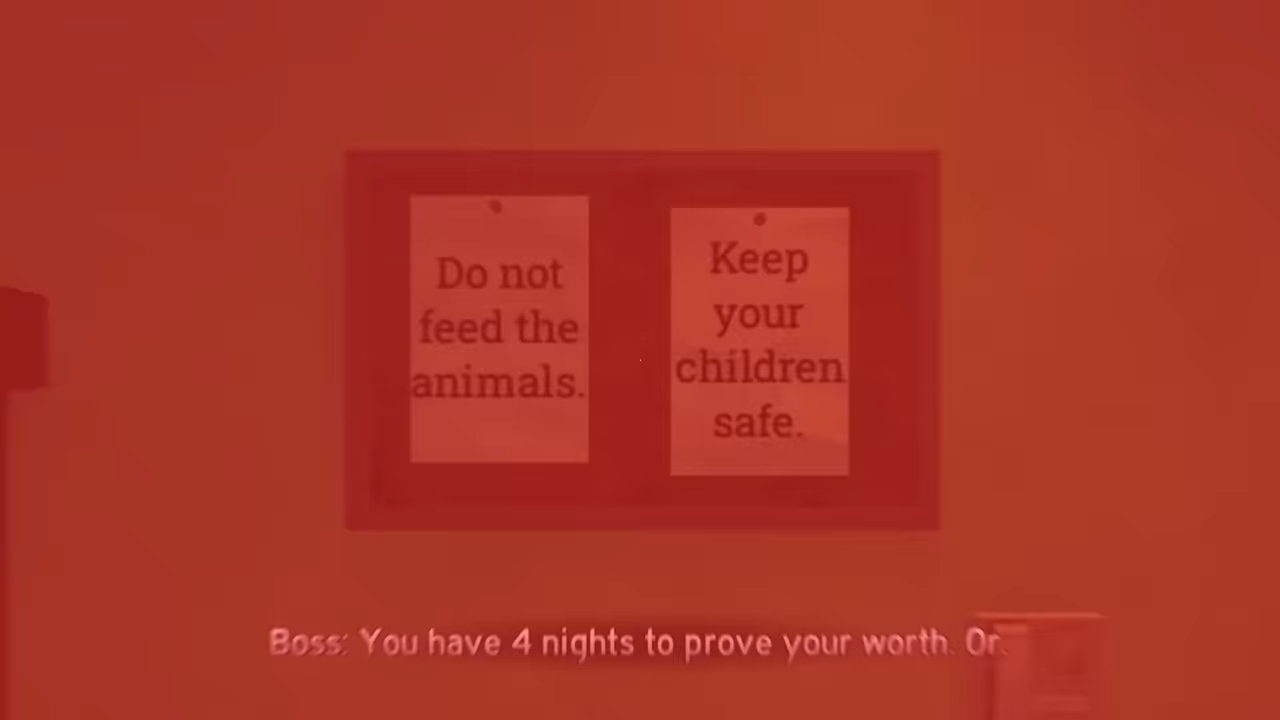 Do not
feed the
animals.
Keep
your
children
safe.
Boss: You have 4 nights to prove your worth. Or.